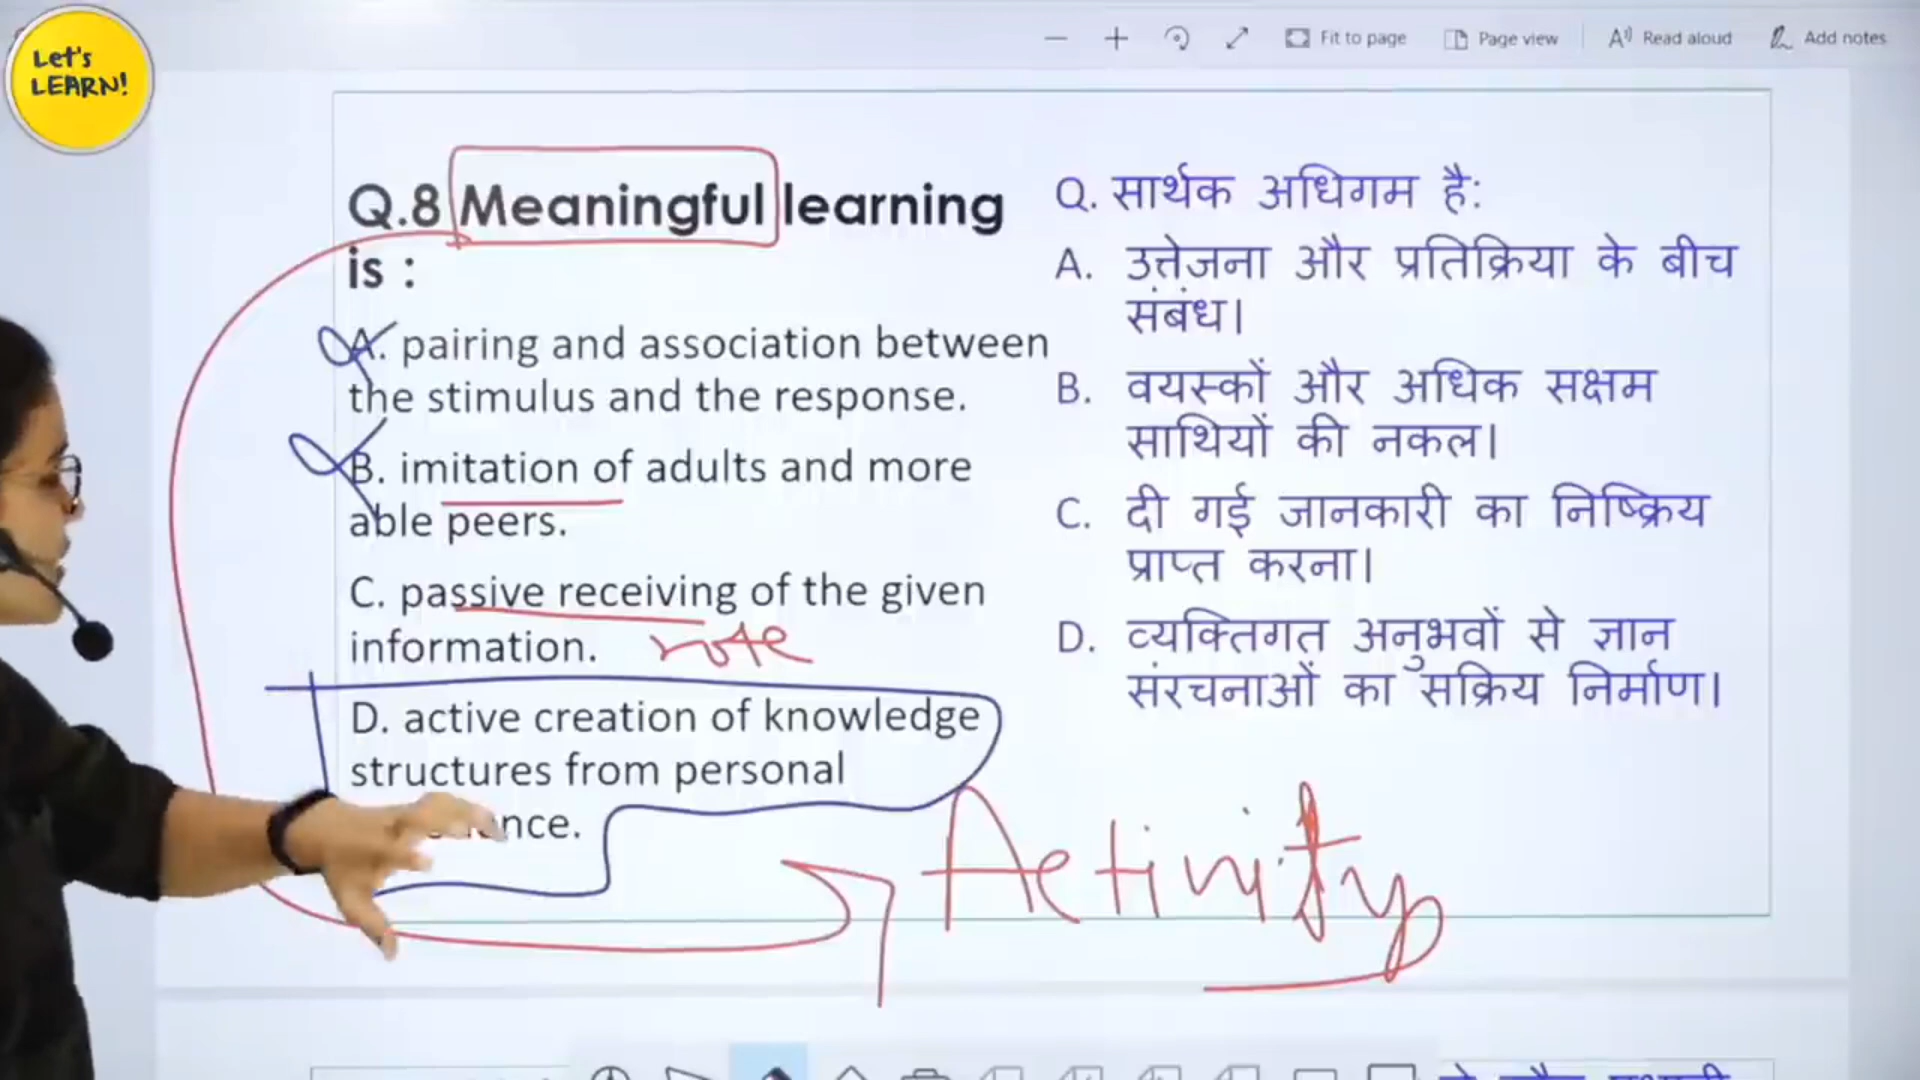 Let's
LEARN!
Fit to page
Page view
Read aloud
Add notes
Q.8 Meaningful learning
is :
A. pairing and association between
the stimulus and the response.
B. imitation of adults and more
able peers.
C. passive receiving of the given
information. rote
D. active creation of knowledge
structures from personal
Q. सार्थक अधिगम है:
A. उत्तेजना और प्रतिक्रिया के बीच
संबंध।
B. वयस्कों और अधिक सक्षम
साथियों की नकल।
C. दी गई जानकारी का निष्क्रिय
प्राप्त करना।
D. व्यक्तिगत अनुभवों से ज्ञान
संरचनाओं का सक्रिय निर्माण।
Activity